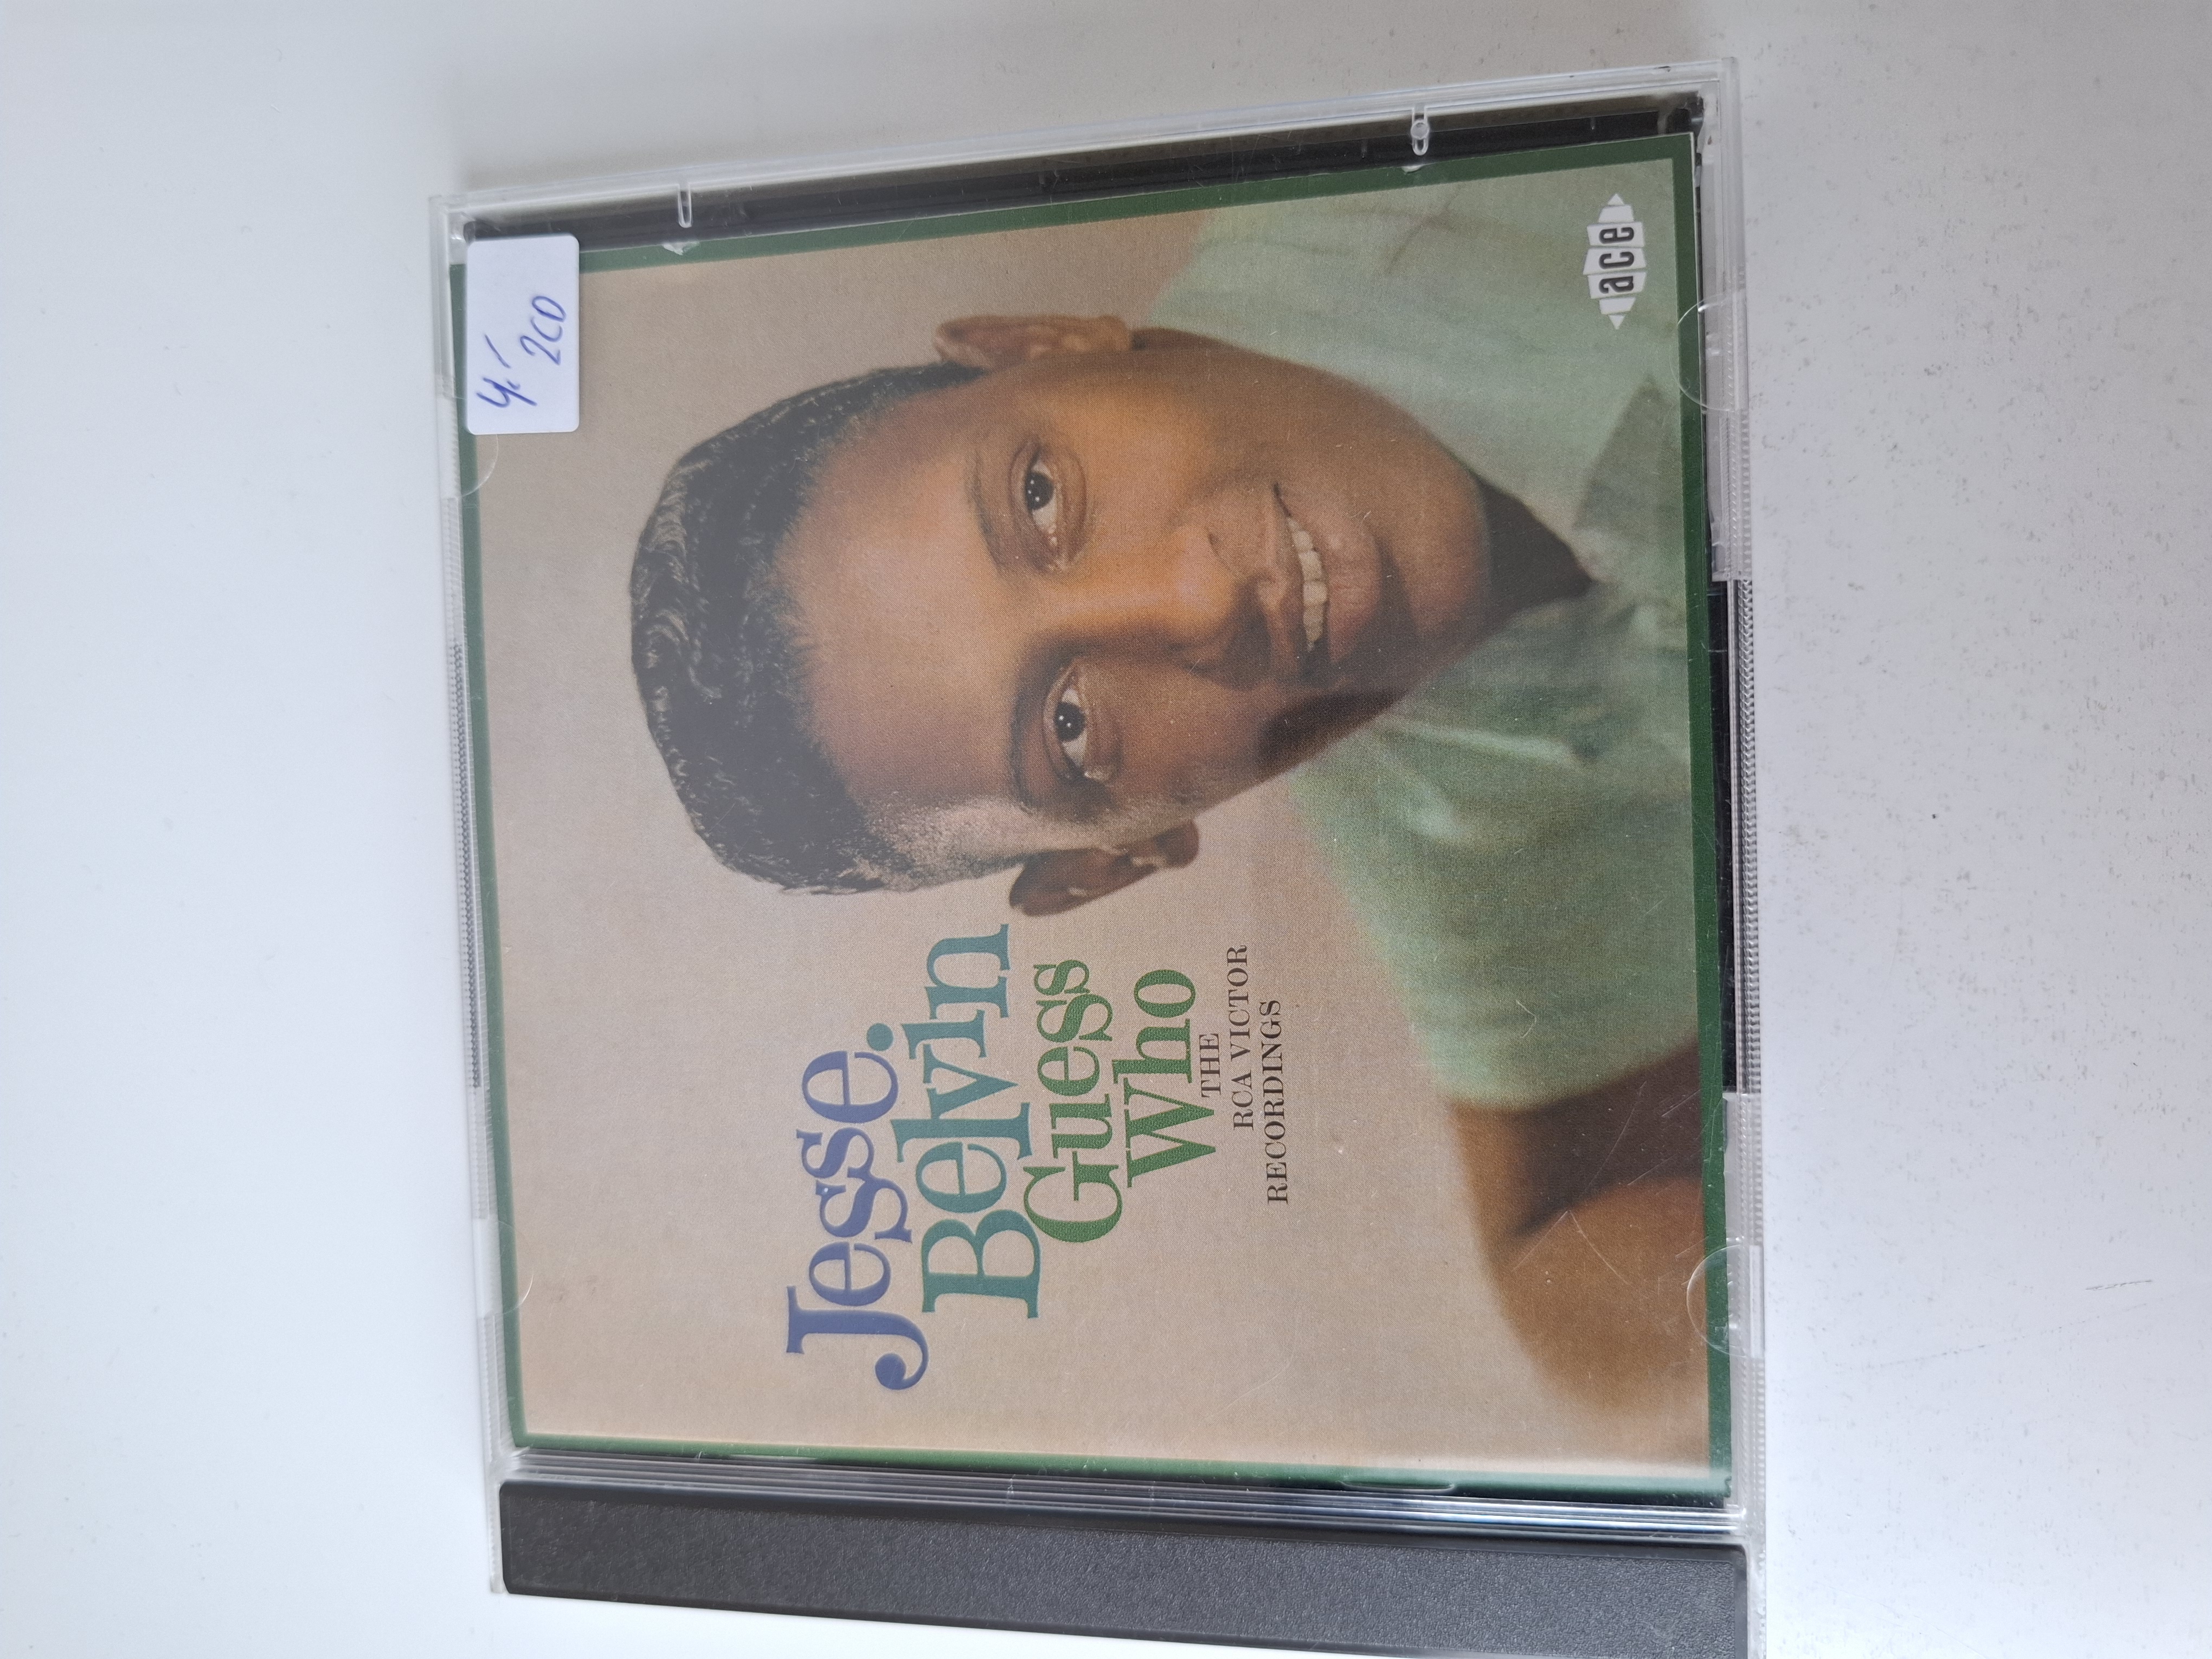 4,-
2CD
Jesse
Belvin
Guess
Who
THE
RCA VICTOR
RECORDINGS
ace